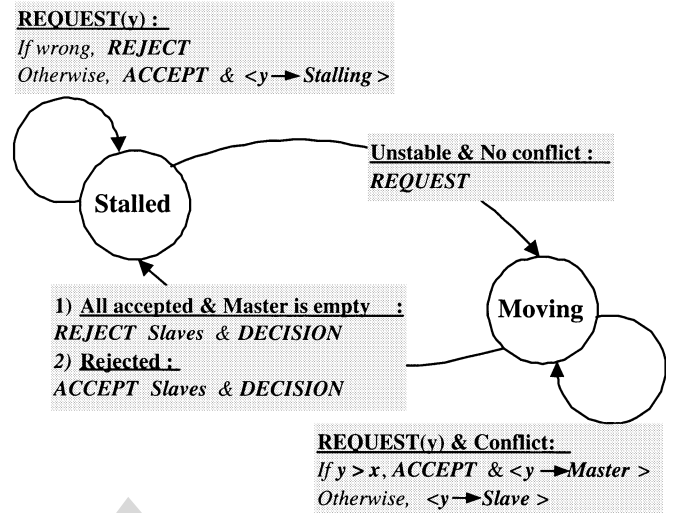 REQUEST(y) :
If wrong, REJECT
Otherwise, ACCEPT & <y→Stalling >
Unstable & No conflict :
REQUEST
Stalled
1) All accepted & Master is empty :
REJECT Slaves & DECISION
2) Rejected :
ACCEPT Slaves & DECISION
Moving
REQUEST(y) & Conflict:
If y > x, ACCEPT & <y →Master >
Otherwise, <y→Slave >